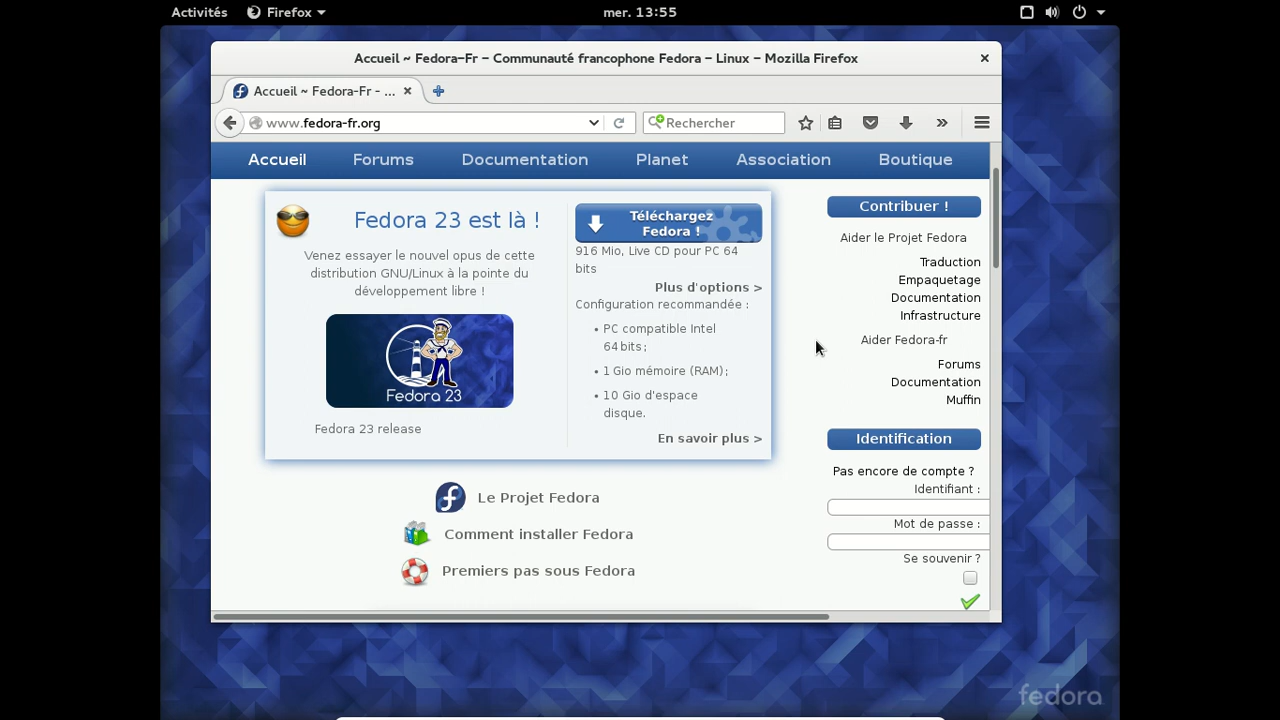 Activités Firefox mer. 13:55
Accueil ~ Fedora-Fr - Communauté francophone Fedora - Linux - Mozilla Firefox
Accueil ~ Fedora-Fr - ...
www.fedora-fr.org Rechercher
Accueil Forums Documentation Planet Association Boutique
Fedora 23 est là !
Venez essayer le nouvel opus de cette
distribution GNU/Linux à la pointe du
développement libre !
Fedora 23
Fedora 23 release
Téléchargez
Fedora !
916 Mio, Live CD pour PC 64
bits
Plus d'options >
Configuration recommandée :
• PC compatible Intel
64 bits ;
• 1 Gio mémoire (RAM) ;
• 10 Gio d'espace
disque.
En savoir plus >
Le Projet Fedora
Comment installer Fedora
Premiers pas sous Fedora
Contribuer !
Aider le Projet Fedora
Traduction
Empaquetage
Documentation
Infrastructure
Aider Fedora-fr
Forums
Documentation
Muffin
Identification
Pas encore de compte ?
Identifiant :
Mot de passe :
Se souvenir ?
fedora